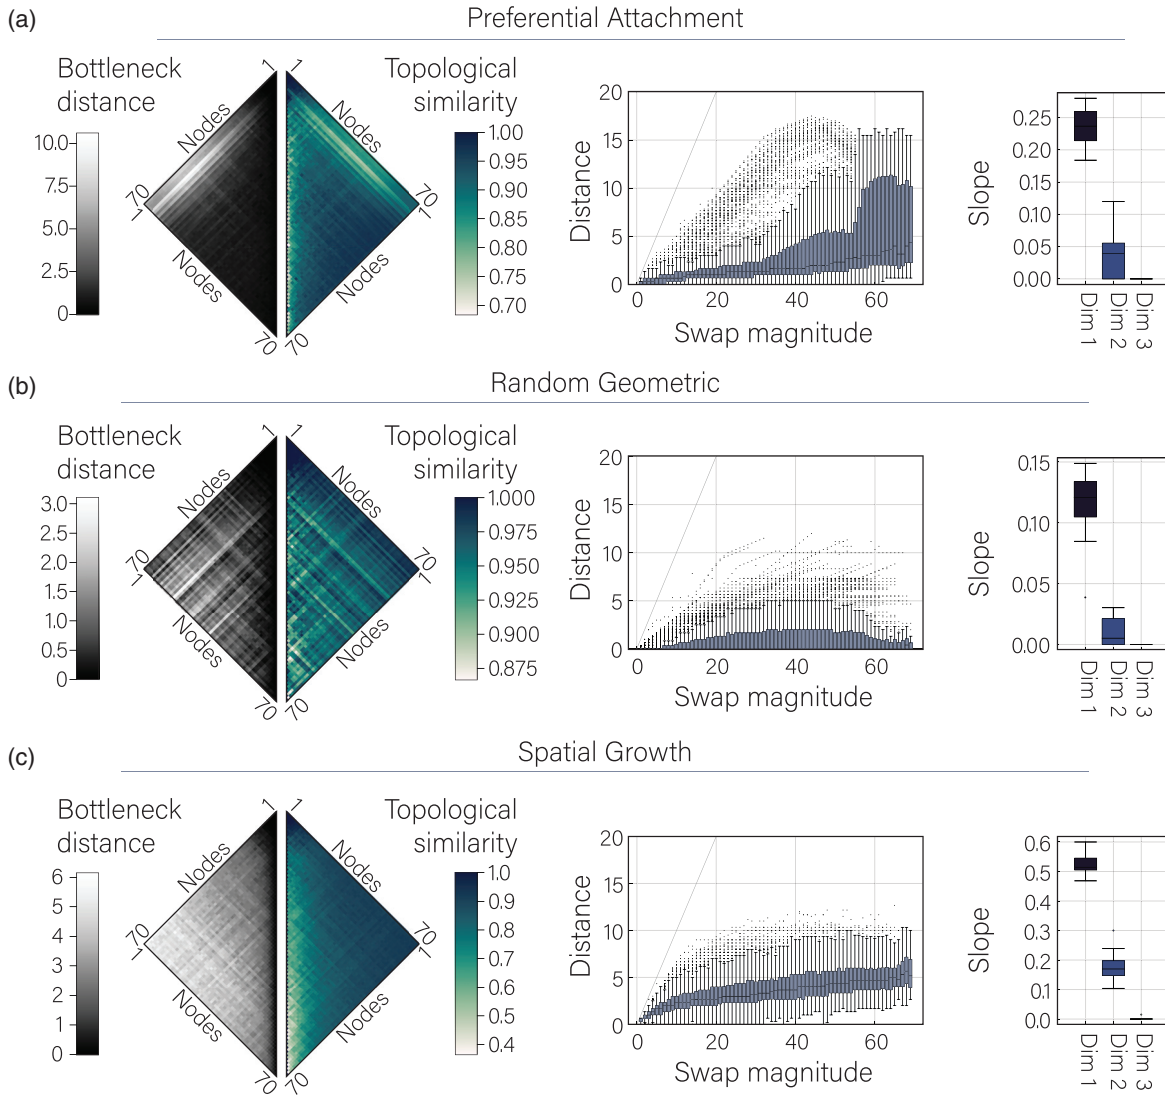 (a)
Preferential Attachment
Bottleneck
distance
10.0
7.5
5.0
2.5
0
1
Nodes
70
1
Nodes
70
1
Nodes
70
1
Nodes
70
Topological
similarity
1.00
0.95
0.90
0.85
0.80
0.75
0.70
Distance
20
15
10
5
0
0 20 40 60
Swap magnitude
Slope
0.25
0.20
0.15
0.10
0.05
0.00
Dim 1
Dim 2
Dim 3
(b)
Random Geometric
Bottleneck
distance
3.0
2.5
2.0
1.5
1.0
0.5
0
1
Nodes
70
1
Nodes
70
1
Nodes
70
1
Nodes
70
Topological
similarity
1.000
0.975
0.950
0.925
0.900
0.875
Distance
20
15
10
5
0
0 20 40 60
Swap magnitude
Slope
0.15
0.10
0.05
0.00
Dim 1
Dim 2
Dim 3
(c)
Spatial Growth
Bottleneck
distance
6
5
4
3
2
1
0
1
Nodes
70
1
Nodes
70
1
Nodes
70
1
Nodes
70
Topological
similarity
1.0
0.9
0.8
0.7
0.6
0.5
0.4
Distance
20
15
10
5
0
0 20 40 60
Swap magnitude
Slope
0.6
0.5
0.4
0.3
0.2
0.1
0.0
Dim 1
Dim 2
Dim 3